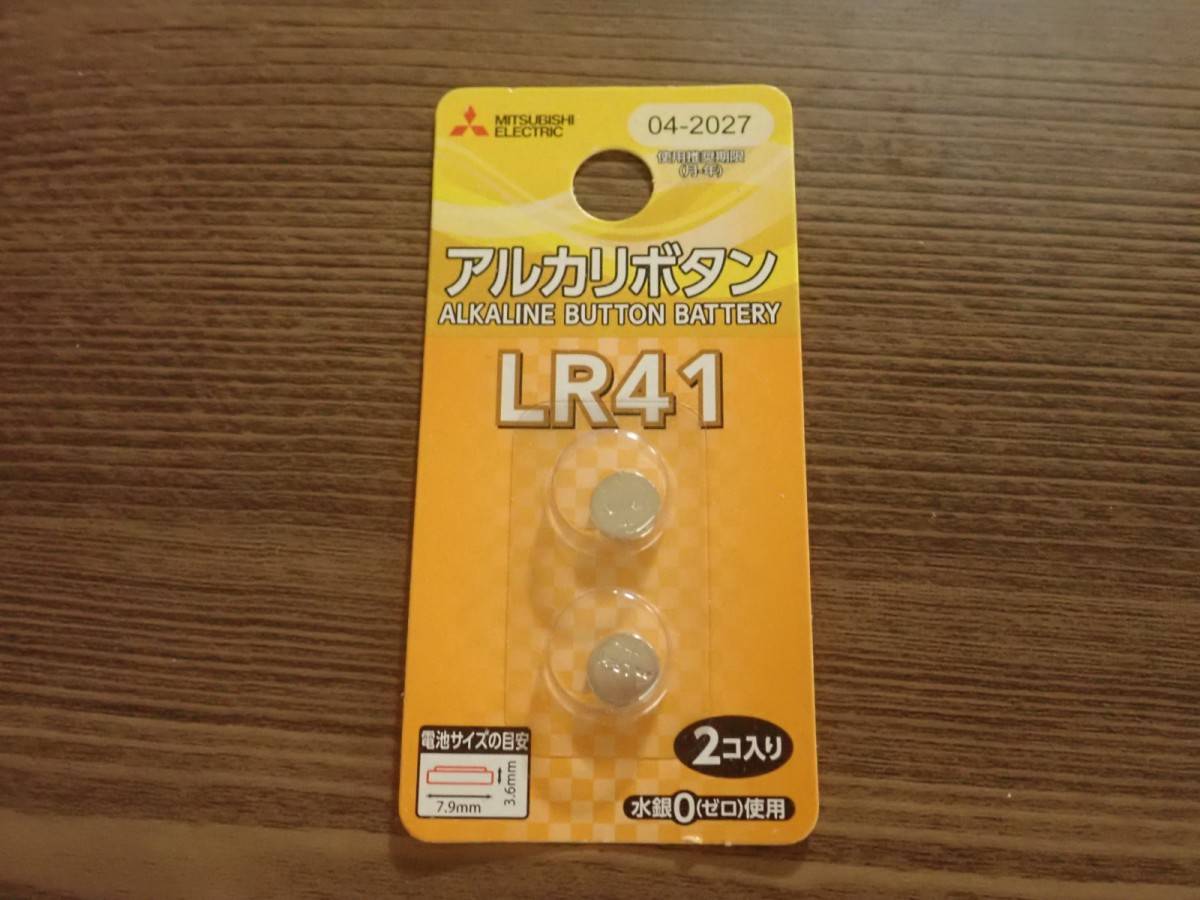 MITSUBISHI
ELECTRIC
04-2027
使用推奨期限
(月-年)
アルカリボタン
ALKALINE BUTTON BATTERY
LR41
電池サイズの目安
3.6mm
7.9mm
2コ入り
水銀0(ゼロ)使用